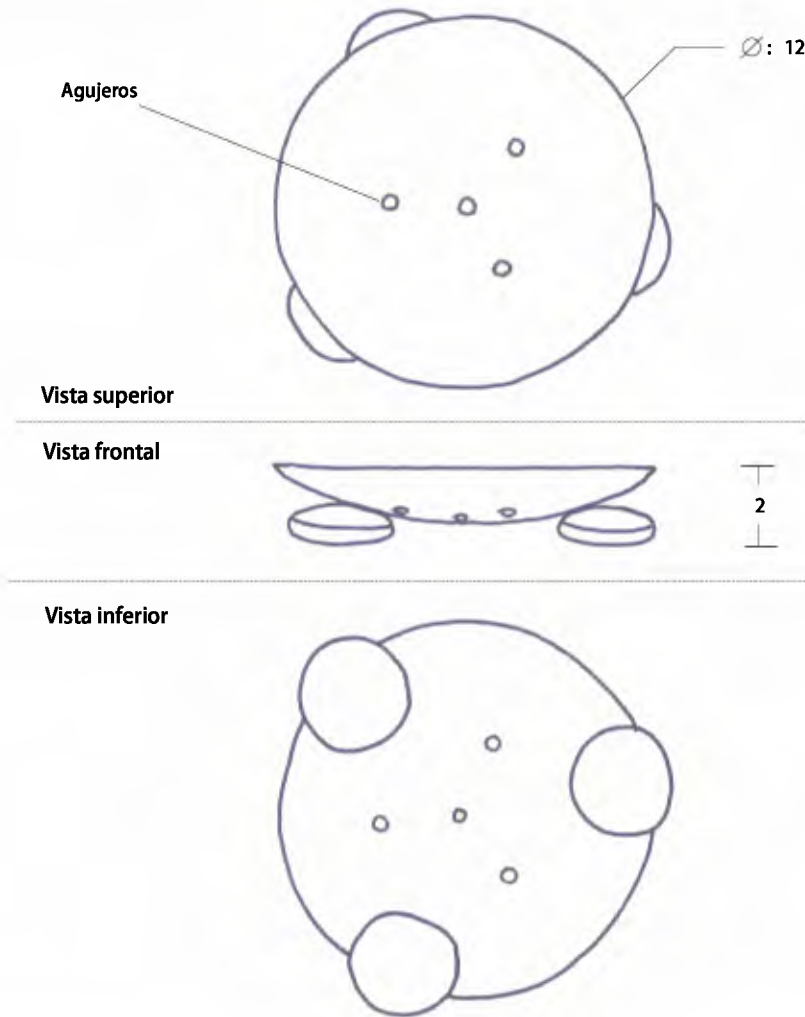 ∅: 12
Agujeros
Vista superior
Vista frontal
2
Vista inferior